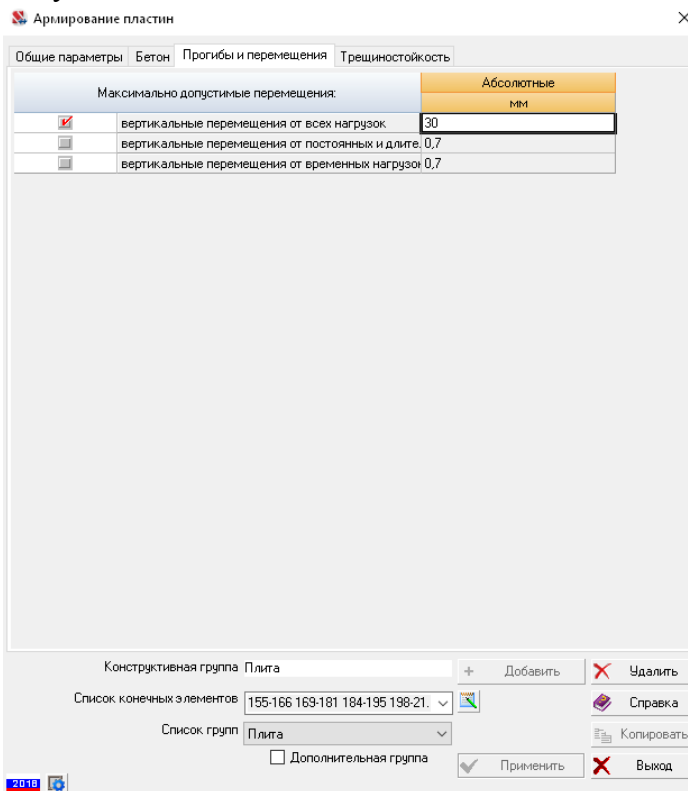 Армирование пластин
Общие параметры Бетон Прогибы и перемещения Трещиностойкость
Максимально допустимые перемещения: Абсолютные
мм
вертикальные перемещения от всех нагрузок 30
вертикальные перемещения от постоянных и длите. 0,7
вертикальные перемещения от временных нагрузо 0,7
Конструктивная группа Плита + Добавить Удалить
Список конечных элементов 155-166 169-181 184-195 198-21. Справка
Список групп Плита Копировать
Дополнительная группа Применить Выход
2018